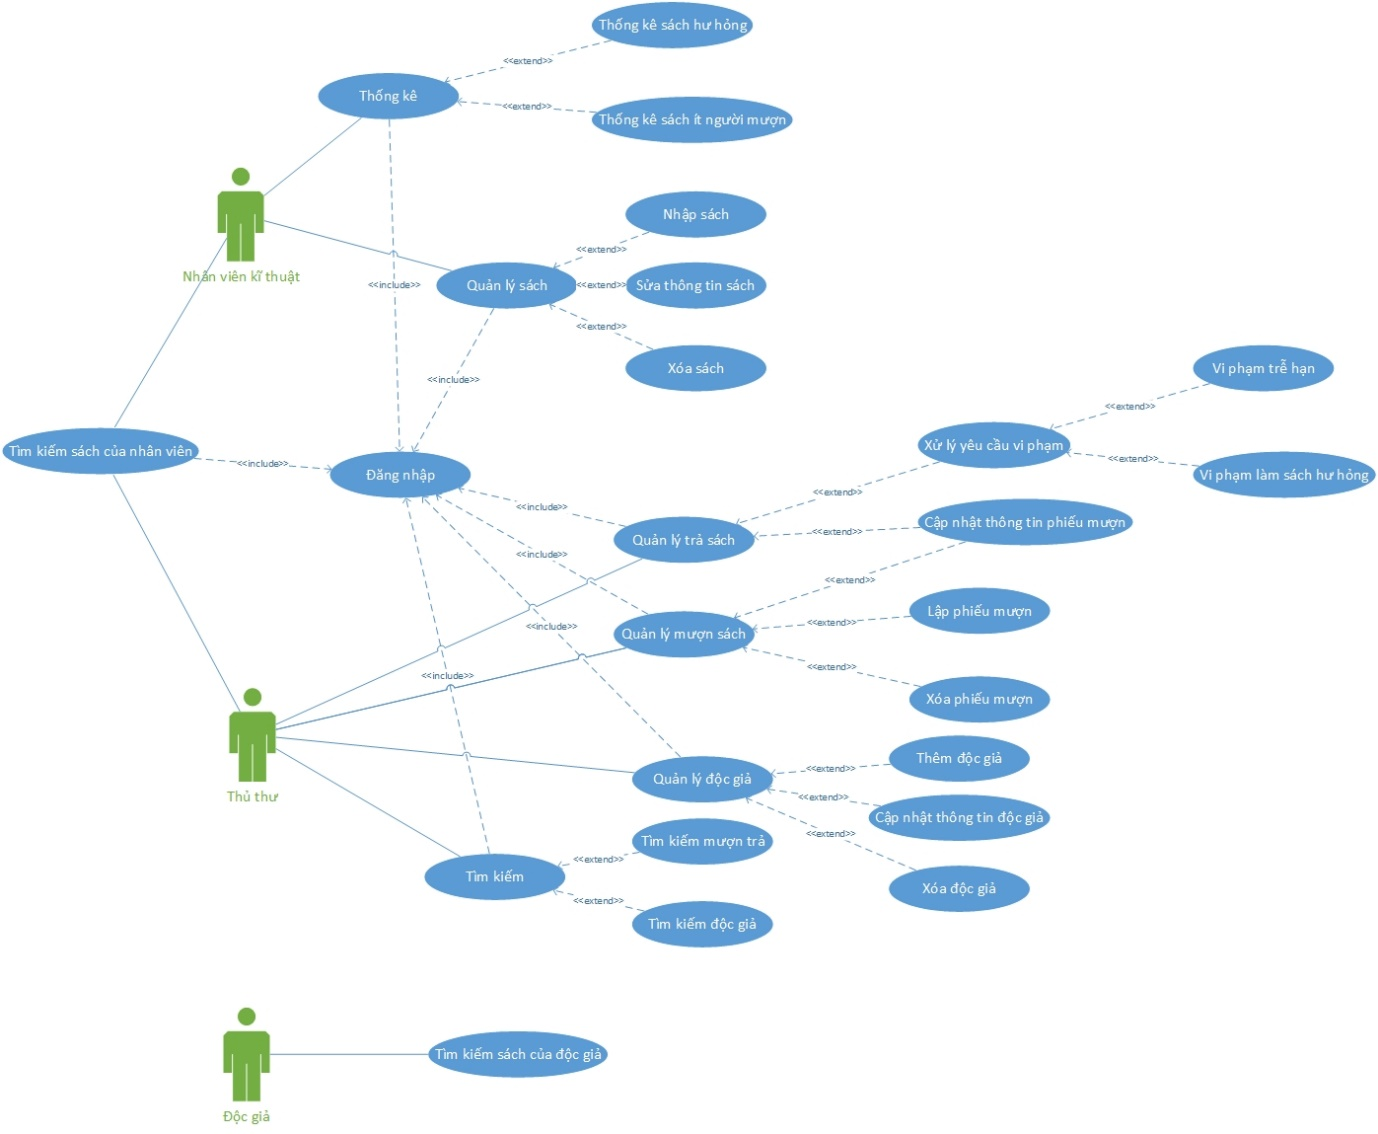 Thống kê sách hư hỏng
<<extend>>
Thống kê
<<extend>>
Thống kê sách ít người mượn
Nhân viên kĩ thuật
Nhập sách
<<extend>>
<<include>>
Quản lý sách
<<extend>>
Sửa thông tin sách
<<extend>>
Xóa sách
<<include>>
Vi phạm trễ hạn
<<extend>>
Tìm kiếm sách của nhân viên
<<include>>
Đăng nhập
Xử lý yêu cầu vi phạm
<<extend>>
Vi phạm làm sách hư hỏng
<<extend>>
<<include>>
Quản lý trả sách
<<extend>>
Cập nhật thông tin phiếu mượn
<<include>>
<<extend>>
Lập phiếu mượn
<<include>>
Quản lý mượn sách
<<extend>>
<<include>>
<<extend>>
Xóa phiếu mượn
Thủ thư
Quản lý độc giả
<<extend>>
Thêm độc giả
<<extend>>
Cập nhật thông tin độc giả
<<extend>>
Xóa độc giả
Tìm kiếm mượn trả
<<extend>>
Tìm kiếm
<<extend>>
Tìm kiếm độc giả
Tìm kiếm sách của độc giả
Độc giả